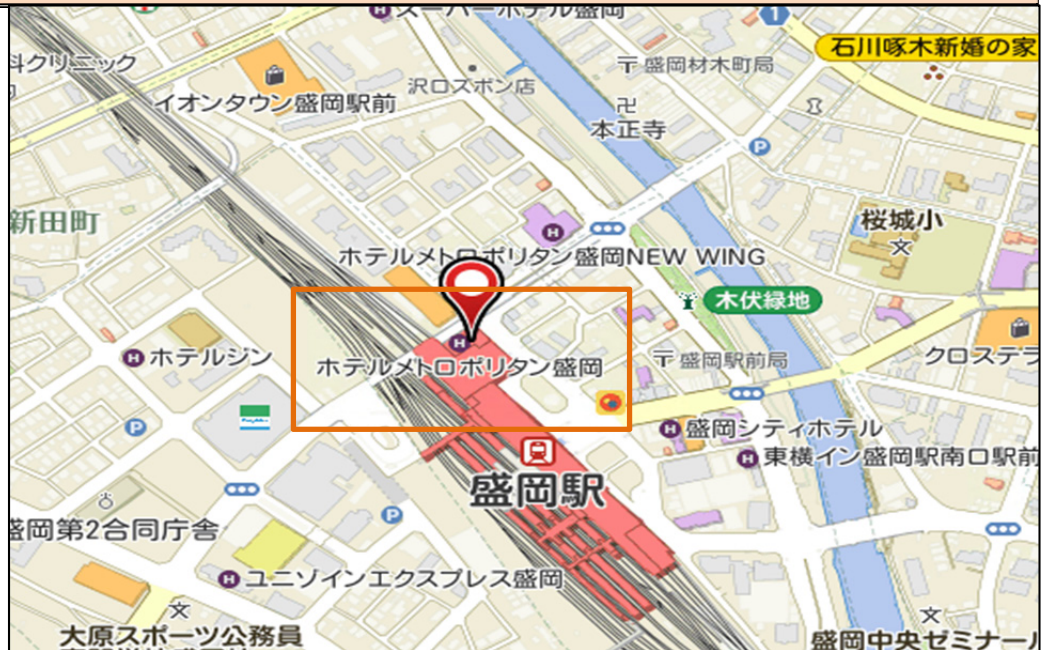 スーパーホテル盛岡
1
石川啄木新婚の家
科クリニック
〒盛岡材木町局
沢口スポン店
イオンタウン盛岡駅前
卍
本正寺
P
新田町
桜城小
文
H
ホテルメトロポリタン盛岡NEW WING
木伏緑地
H
H ホテルジン
ホテルメトロポリタン盛岡
〒盛岡駅前局
クロステラ
P
H 盛岡シティホテル
H 東横イン盛岡駅南口駅前
盛岡駅
P
盛岡第2合同庁舎
H ユニゾインエクスプレス盛岡
文
文
大原スポーツ公務員
盛岡中央ゼミナール